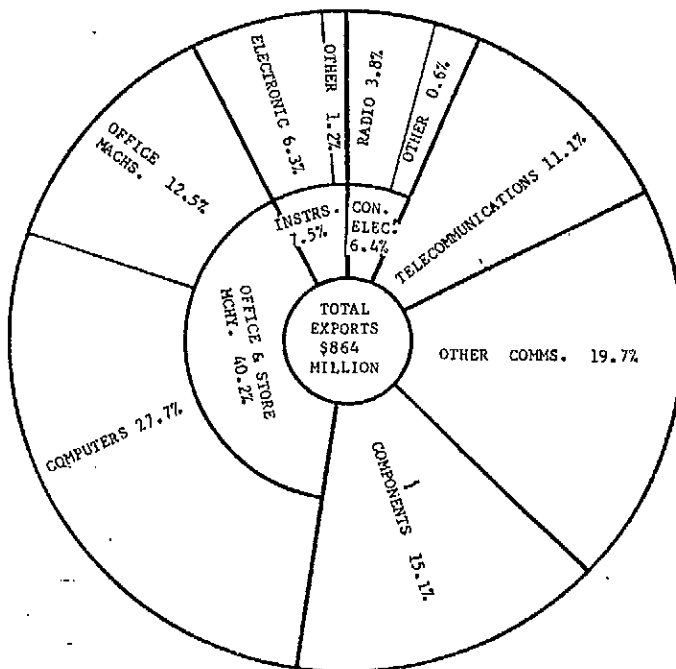 ELECTRONIC 6.3%
OTHER 1.2%
RADIO 3.8%
OTHER 0.6%
OFFICE
MACHS. 12.5%
INSTRS.
7.5%
CON.
ELEC.
6.4%
TELECOMMUNICATIONS 11.1%
OFFICE & STORE
MCHY. 40.2%
TOTAL
EXPORTS
$864
MILLION
OTHER COMMS. 19.7%
COMPUTERS 27.7%
COMPONENTS 15.1%